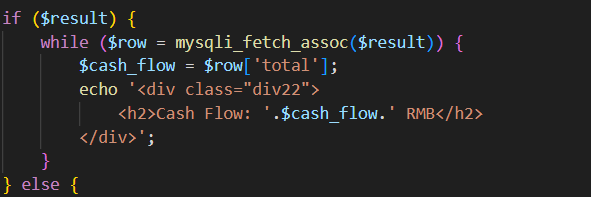 if ($result) {
    while ($row = mysqli_fetch_assoc($result)) {
        $cash_flow = $row['total'];
        echo '<div class="div22">
            <h2>Cash Flow: '.$cash_flow.' RMB</h2>
        </div>';
    }
} else {